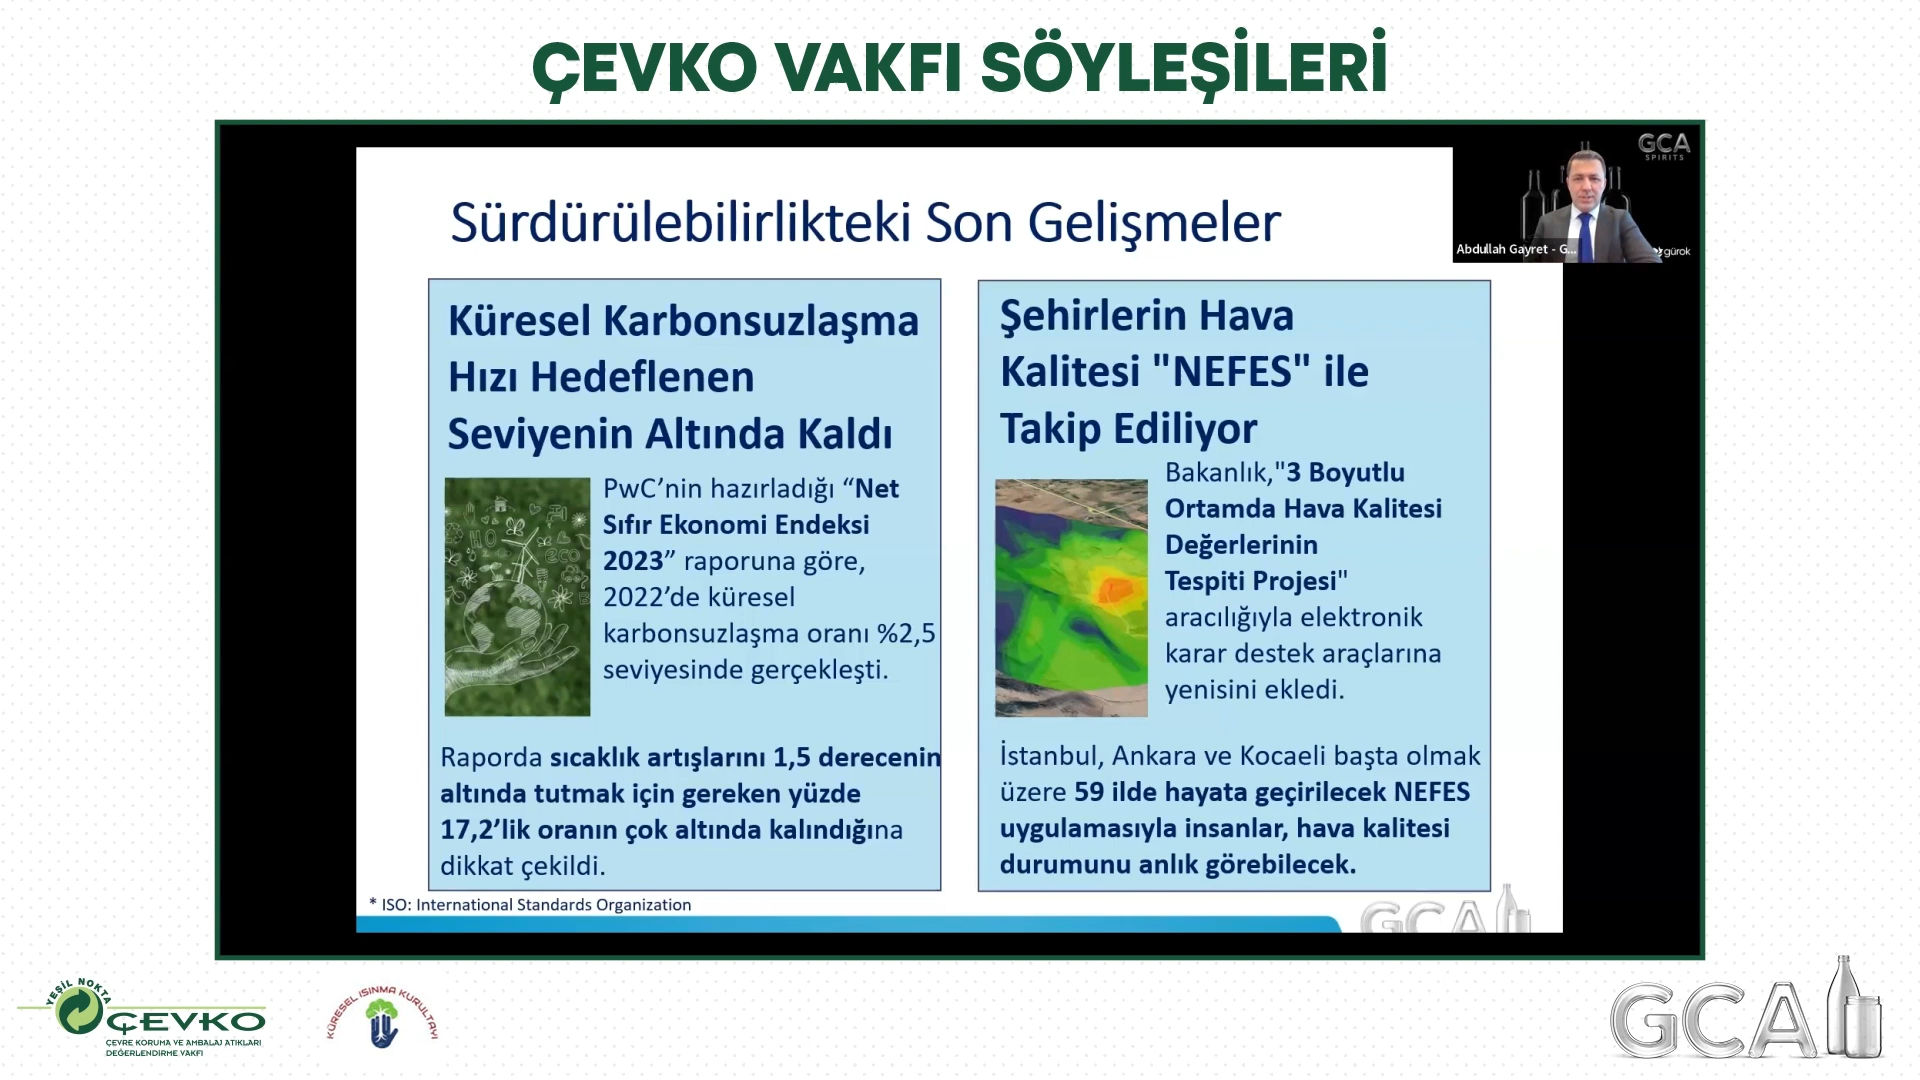 ÇEVKO VAKFI SÖYLEŞİLERİ
GCA
SPIRITS
Abdullah Gayret - G...
gürok
Sürdürülebilirlikteki Son Gelişmeler
Küresel Karbonsuzlaşma
Hızı Hedeflenen
Seviyenin Altında Kaldı
PwC’nin hazırladığı “Net
Sıfır Ekonomi Endeksi
2023” raporuna göre,
2022’de küresel
karbonsuzlaşma oranı %2,5
seviyesinde gerçekleşti.
Raporda sıcaklık artışlarını 1,5 derecenin
altında tutmak için gereken yüzde
17,2’lik oranın çok altında kalındığına
dikkat çekildi.
Şehirlerin Hava
Kalitesi "NEFES" ile
Takip Ediliyor
Bakanlık,"3 Boyutlu
Ortamda Hava Kalitesi
Değerlerinin
Tespiti Projesi"
aracılığıyla elektronik
karar destek araçlarına
yenisini ekledi.
İstanbul, Ankara ve Kocaeli başta olmak
üzere 59 ilde hayata geçirilecek NEFES
uygulamasıyla insanlar, hava kalitesi
durumunu anlık görebilecek.
* ISO: International Standards Organization
GCA
YEŞİL NOKTA
ÇEVKO
ÇEVRE KORUMA VE AMBALAJ ATIKLARI
DEĞERLENDİRME VAKFI
KÜRESEL ISINMA KURULTAYI
GCA